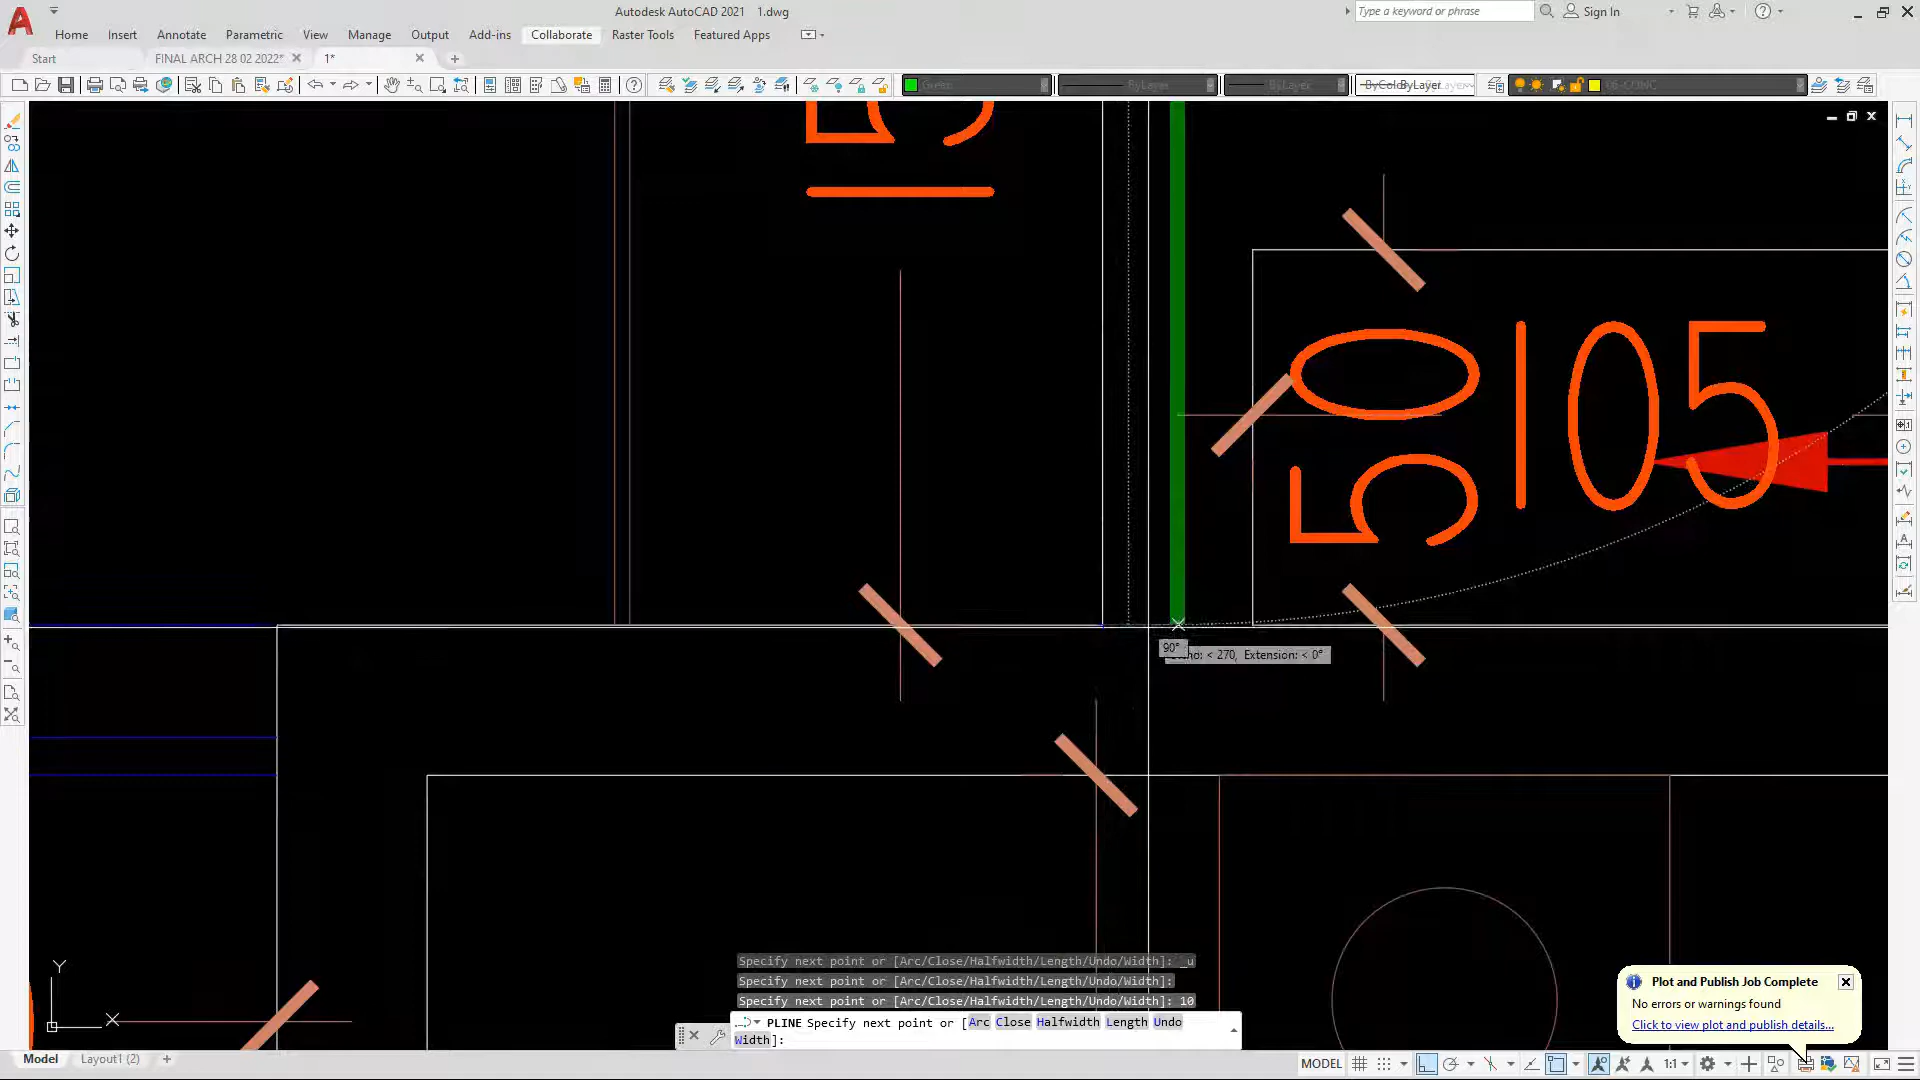 Autodesk AutoCAD 2021    1.dwg
Type a keyword or phrase
Sign In
Home Insert Annotate Parametric View Manage Output Add-ins Collaborate Raster Tools Featured Apps
Start
FINAL ARCH 28 02 2022*
1*
Green
ByLayer
ByLayer
ByLayer
50
105
90°
< 270, Extension: < 0°
Y
X
Specify next point or [Arc/Close/Halfwidth/Length/Undo/Width]: _u
Specify next point or [Arc/Close/Halfwidth/Length/Undo/Width]:
Specify next point or [Arc/Close/Halfwidth/Length/Undo/Width]: 10
PLINE Specify next point or [Arc Close Halfwidth Length Undo
Width]:
Plot and Publish Job Complete
No errors or warnings found
Click to view plot and publish details...
Model
Layout1 (2)
MODEL
1:1